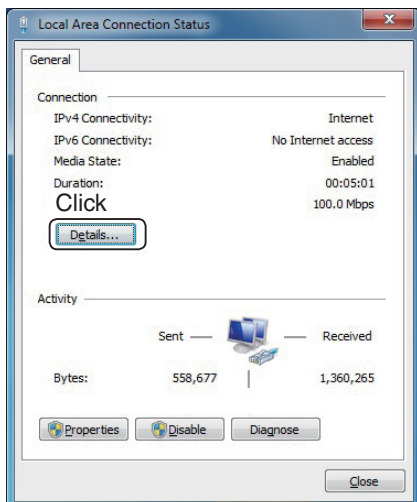 Local Area Connection Status
General
Connection
IPv4 Connectivity: Internet
IPv6 Connectivity: No Internet access
Media State: Enabled
Duration: 00:05:01
Click 100.0 Mbps
Details...
Activity
Sent Received
Bytes: 558,677 1,360,265
Properties Disable Diagnose
Close